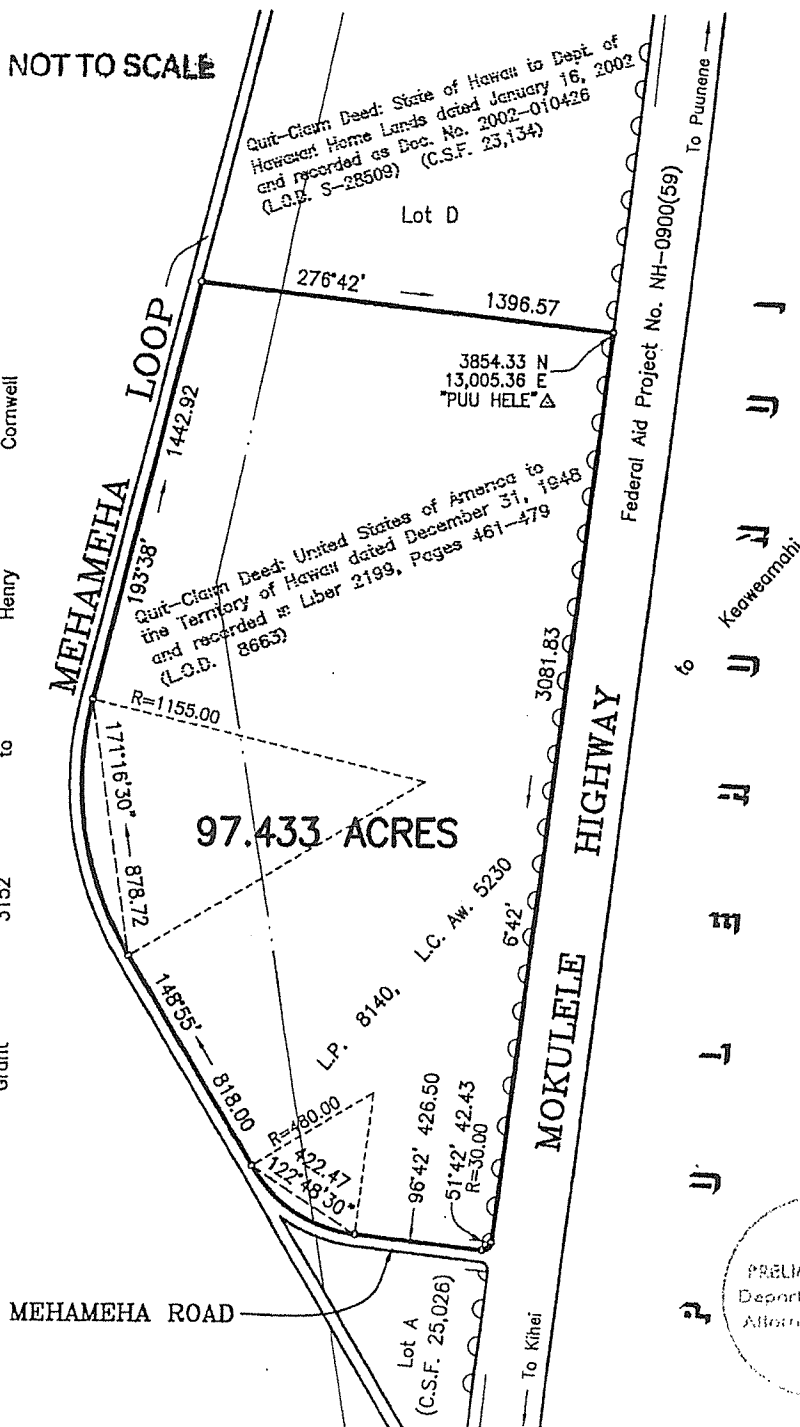 NOT TO SCALE
Quit-Claim Deed: State of Hawaii to Dept. of
Hawaiian Home Lands dated January 16, 2002
and recorded as Doc. No. 2002-010426
(L.O.D. S-28509) (C.S.F. 23,134)
Lot D
To Puunene
276°42'
1396.57
3854.33 N
13,005.36 E
"PUU HELE"
Federal Aid Project No. NH-0900(59)
MEHAMEHA LOOP
193°38'
1442.92
Quit-Claim Deed: United States of America to
the Territory of Hawaii dated December 31, 1948
and recorded in Liber 2199, Pages 461-479
(L.O.D. 8663)
Grant 3152 to Henry Cornwell
R=1155.00
171°16'30"
878.72
97.433 ACRES
3081.83
6°42'
MOKULELE HIGHWAY
L.P. 8140, L.C. Aw. 5230
to Keaweamahi
PULEHUNUI
148°55'
818.00
R=480.00
422.47
122°48'30"
96°42' 426.50
51°42' 42.43
R=30.00
MEHAMEHA ROAD
Lot A
(C.S.F. 25,026)
To Kihei